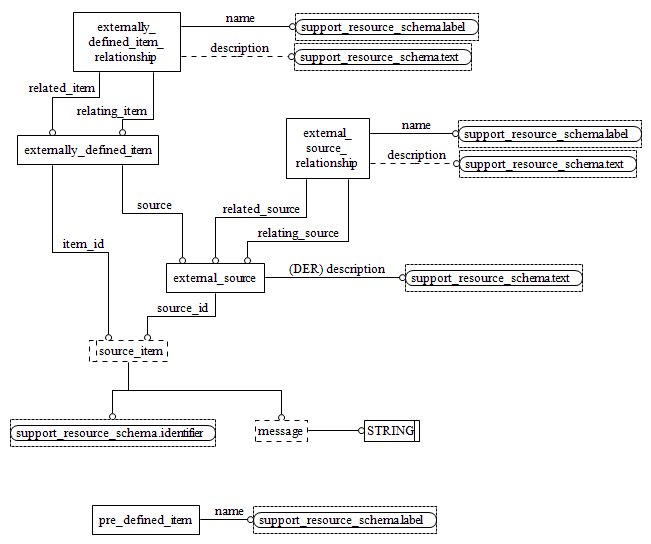 externally_
defined_item_
relationship
name
support_resource_schema.label
description
support_resource_schema.text
related_item
relating_item
externally_defined_item
external_
source_
relationship
name
support_resource_schema.label
description
support_resource_schema.text
source
related_source
relating_source
item_id
external_source
(DER) description
support_resource_schema.text
source_id
source_item
support_resource_schema.identifier
message
STRING
pre_defined_item
name
support_resource_schema.label